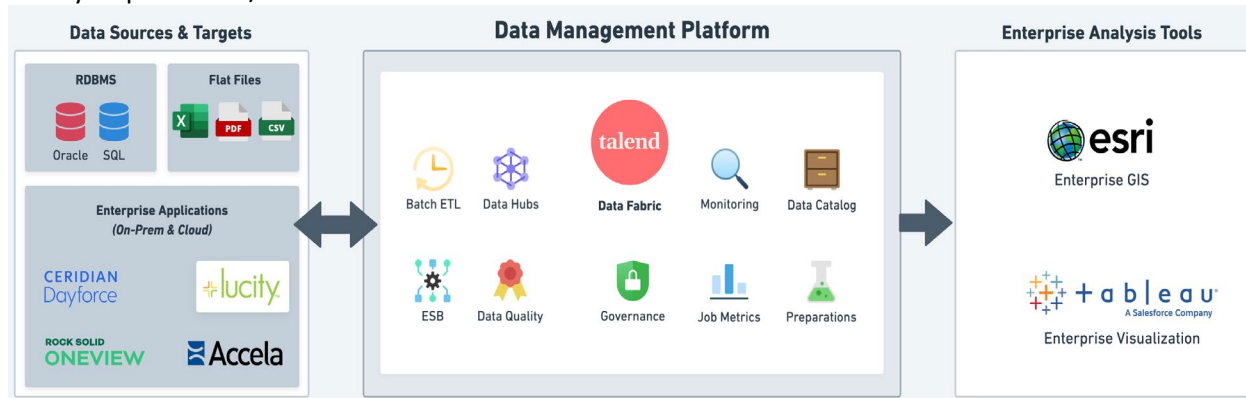 Data Sources & Targets
Data Management Platform
Enterprise Analysis Tools
RDBMS
Flat Files
X
PDF
CSV
Oracle SQL
Enterprise Applications
(On-Prem & Cloud)
CERIDIAN
Dayforce
lucity
ROCK SOLID
ONEVIEW
Accela
talend
Batch ETL
Data Hubs
Data Fabric
Monitoring
Data Catalog
ESB
Data Quality
Governance
Job Metrics
Preparations
esri
Enterprise GIS
+ableau
A Salesforce Company
Enterprise Visualization